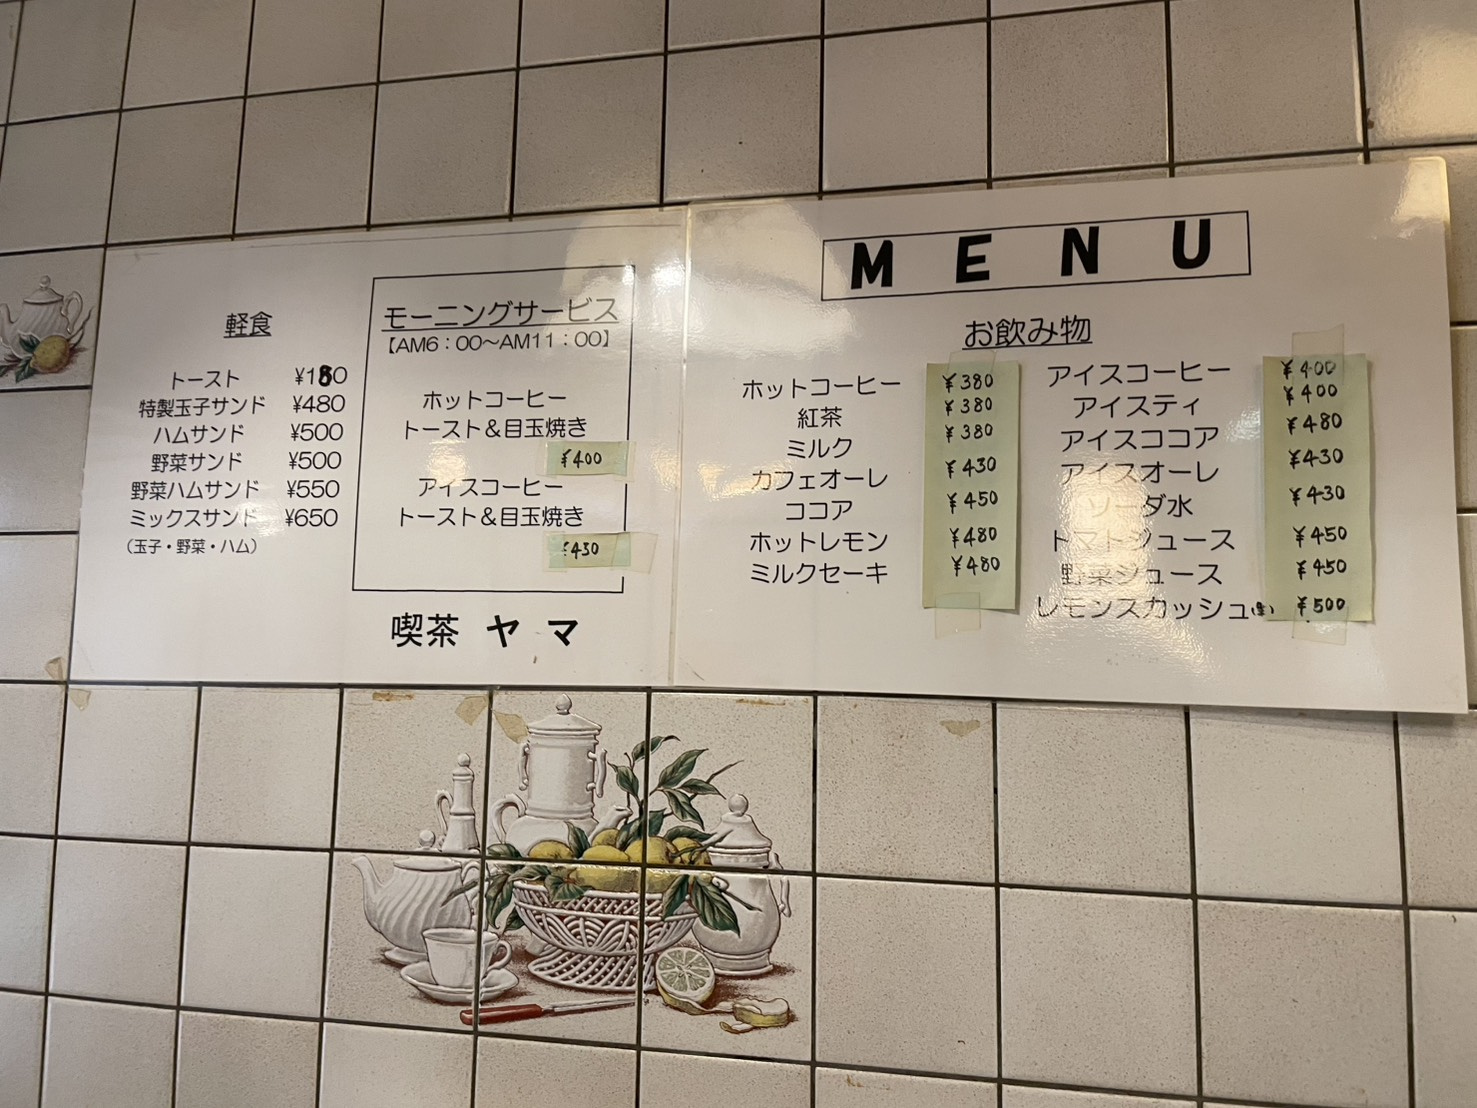 軽食
トースト ¥180
特製玉子サンド ¥480
ハムサンド ¥500
野菜サンド ¥500
野菜ハムサンド ¥550
ミックスサンド ¥650
(玉子・野菜・ハム)
モーニングサービス
【AM6:00〜AM11:00】
ホットコーヒー
トースト&目玉焼き
¥400
アイスコーヒー
トースト&目玉焼き
¥430
喫茶 ヤマ
MENU
お飲み物
ホットコーヒー ¥380
紅茶 ¥380
ミルク ¥380
カフェオーレ ¥430
ココア ¥450
ホットレモン ¥480
ミルクセーキ ¥480
アイスコーヒー ¥400
アイスティ ¥400
アイスココア ¥480
アイスオーレ ¥430
ソーダ水 ¥430
トマトジュース ¥450
野菜ジュース ¥450
レモンスカッシュ(生) ¥500